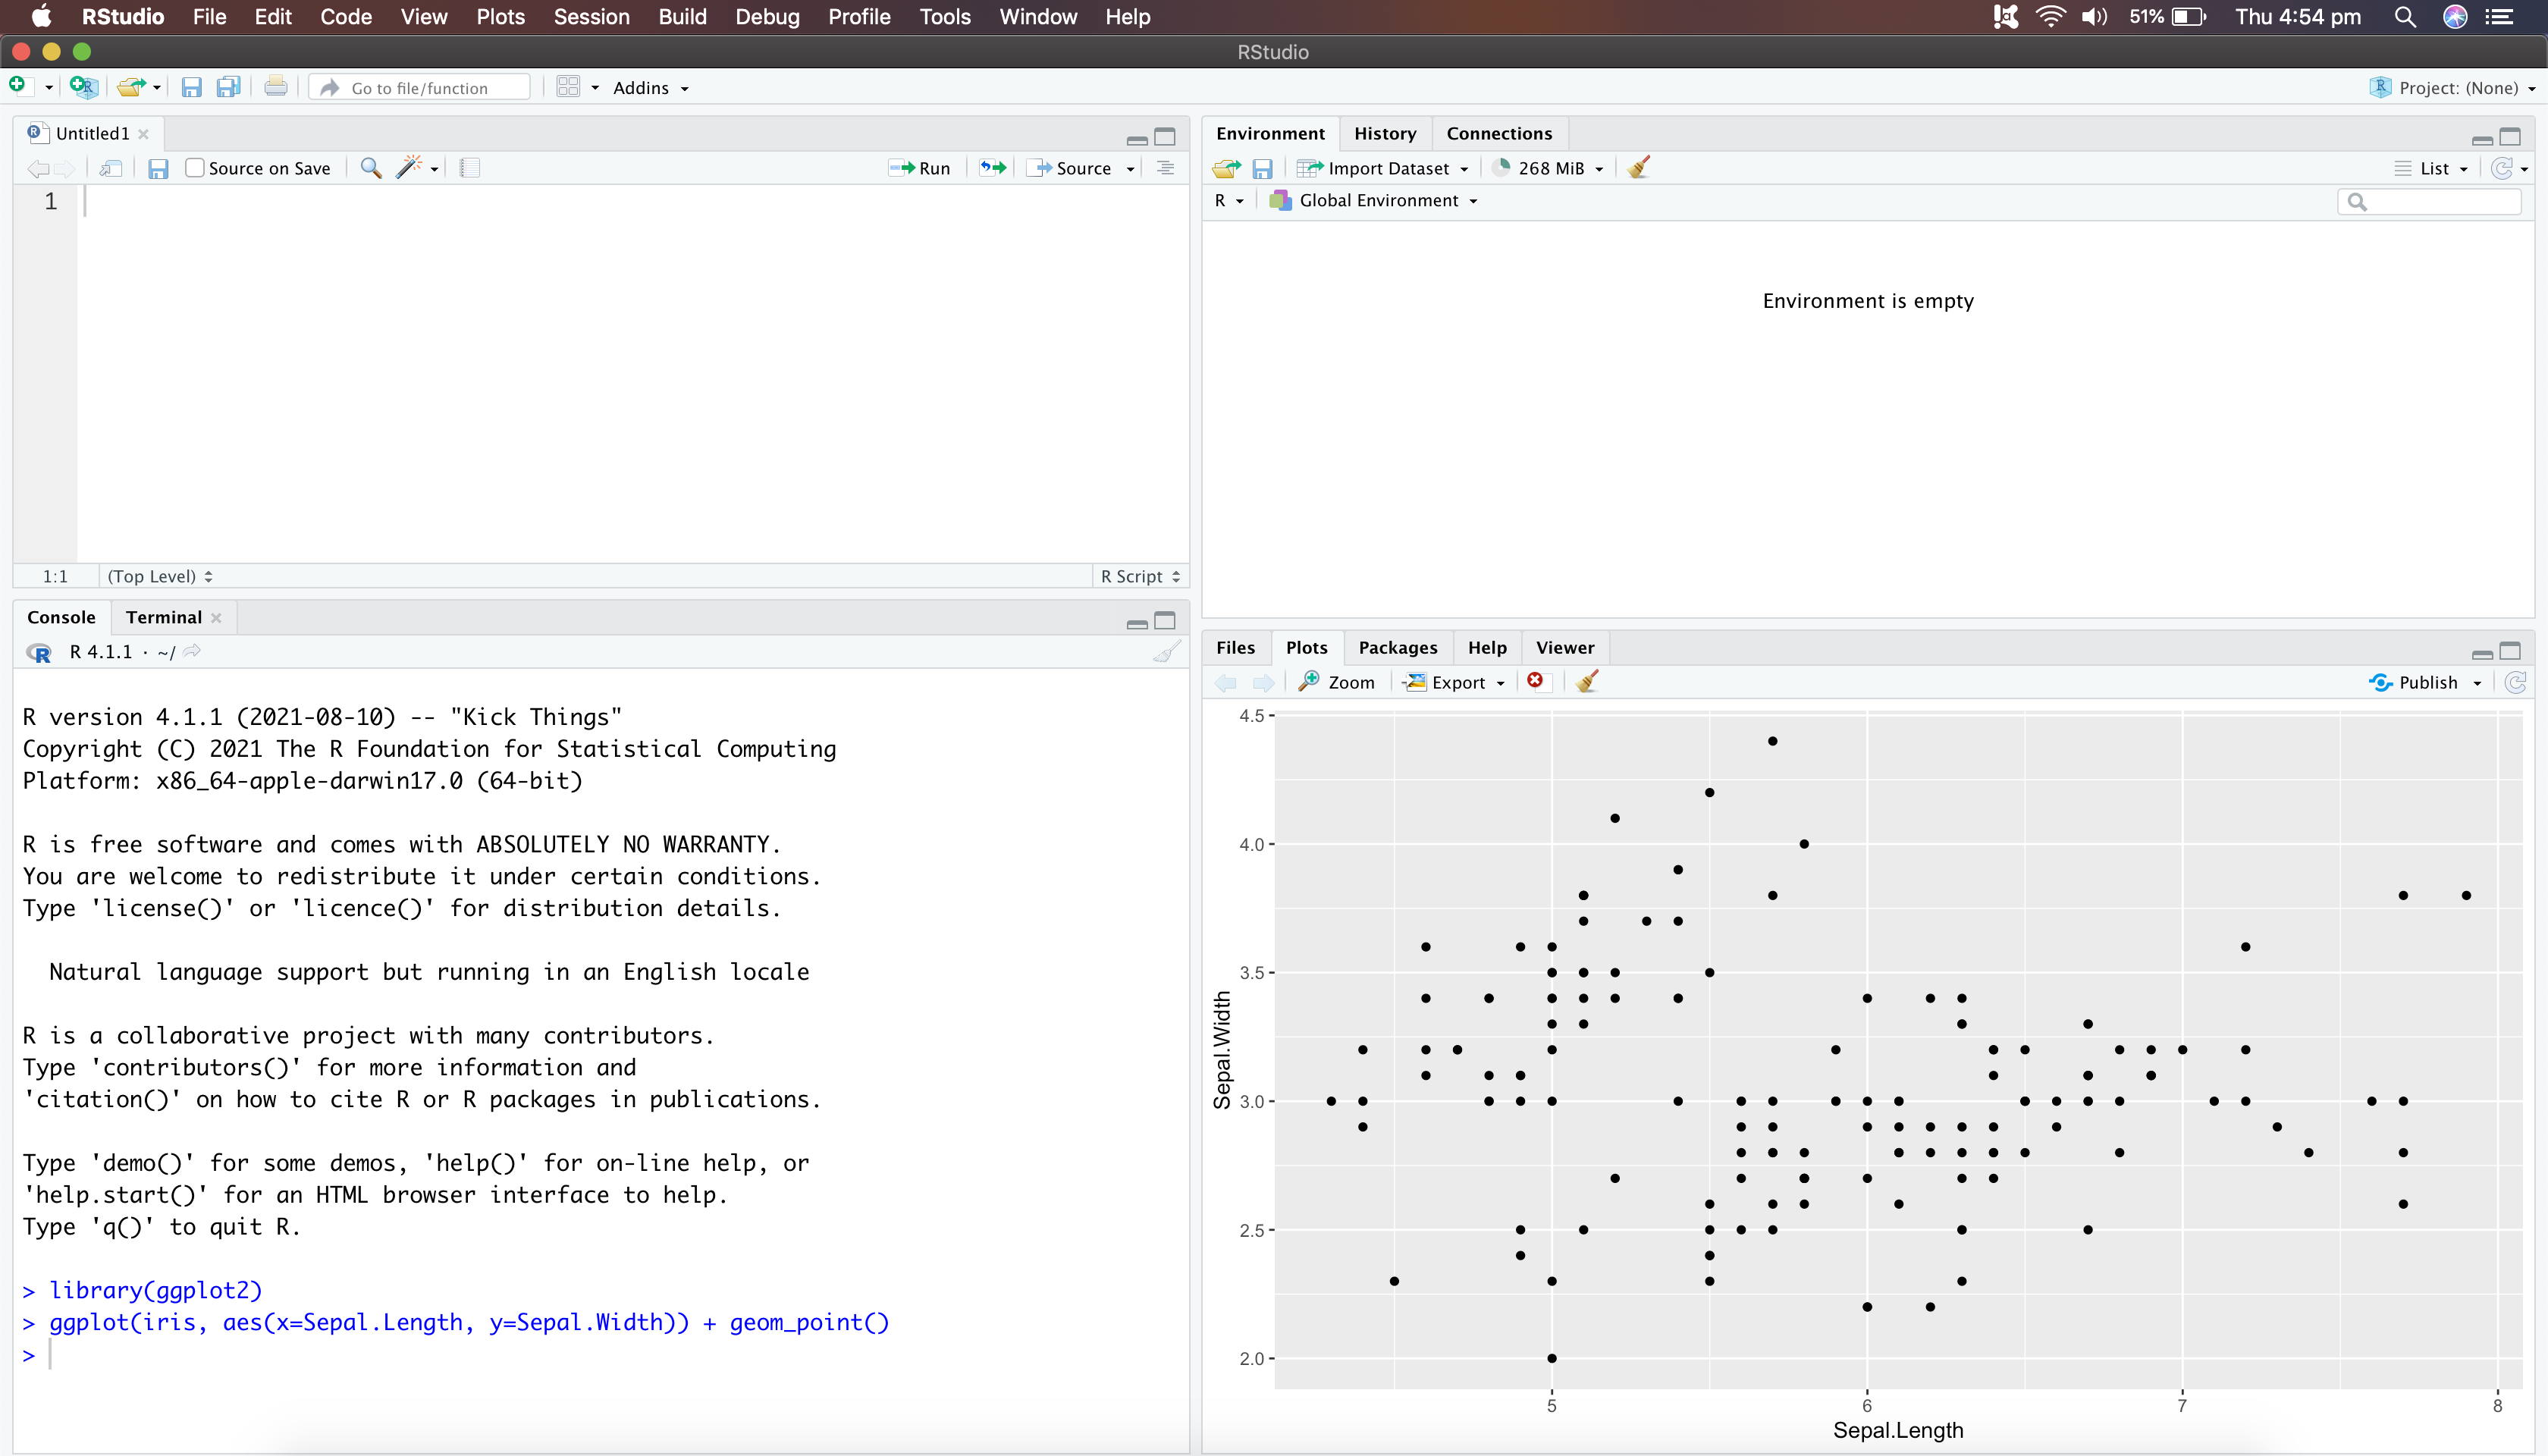 RStudio File Edit Code View Plots Session Build Debug Profile Tools Window Help 51% Thu 4:54 pm
RStudio
Go to file/function Addins Project: (None)
Untitled1
Source on Save Run Source
1
1:1 (Top Level) R Script
Console Terminal
R 4.1.1 · ~/
R version 4.1.1 (2021-08-10) -- "Kick Things"
Copyright (C) 2021 The R Foundation for Statistical Computing
Platform: x86_64-apple-darwin17.0 (64-bit)
R is free software and comes with ABSOLUTELY NO WARRANTY.
You are welcome to redistribute it under certain conditions.
Type 'license()' or 'licence()' for distribution details.
Natural language support but running in an English locale
R is a collaborative project with many contributors.
Type 'contributors()' for more information and
'citation()' on how to cite R or R packages in publications.
Type 'demo()' for some demos, 'help()' for on-line help, or
'help.start()' for an HTML browser interface to help.
Type 'q()' to quit R.
> library(ggplot2)
> ggplot(iris, aes(x=Sepal.Length, y=Sepal.Width)) + geom_point()
>
Environment History Connections
Import Dataset 268 MiB List
R Global Environment
Environment is empty
Files Plots Packages Help Viewer
Zoom Export Publish
4.5
4.0
3.5
3.0
2.5
2.0
Sepal.Width
5 6 7 8
Sepal.Length